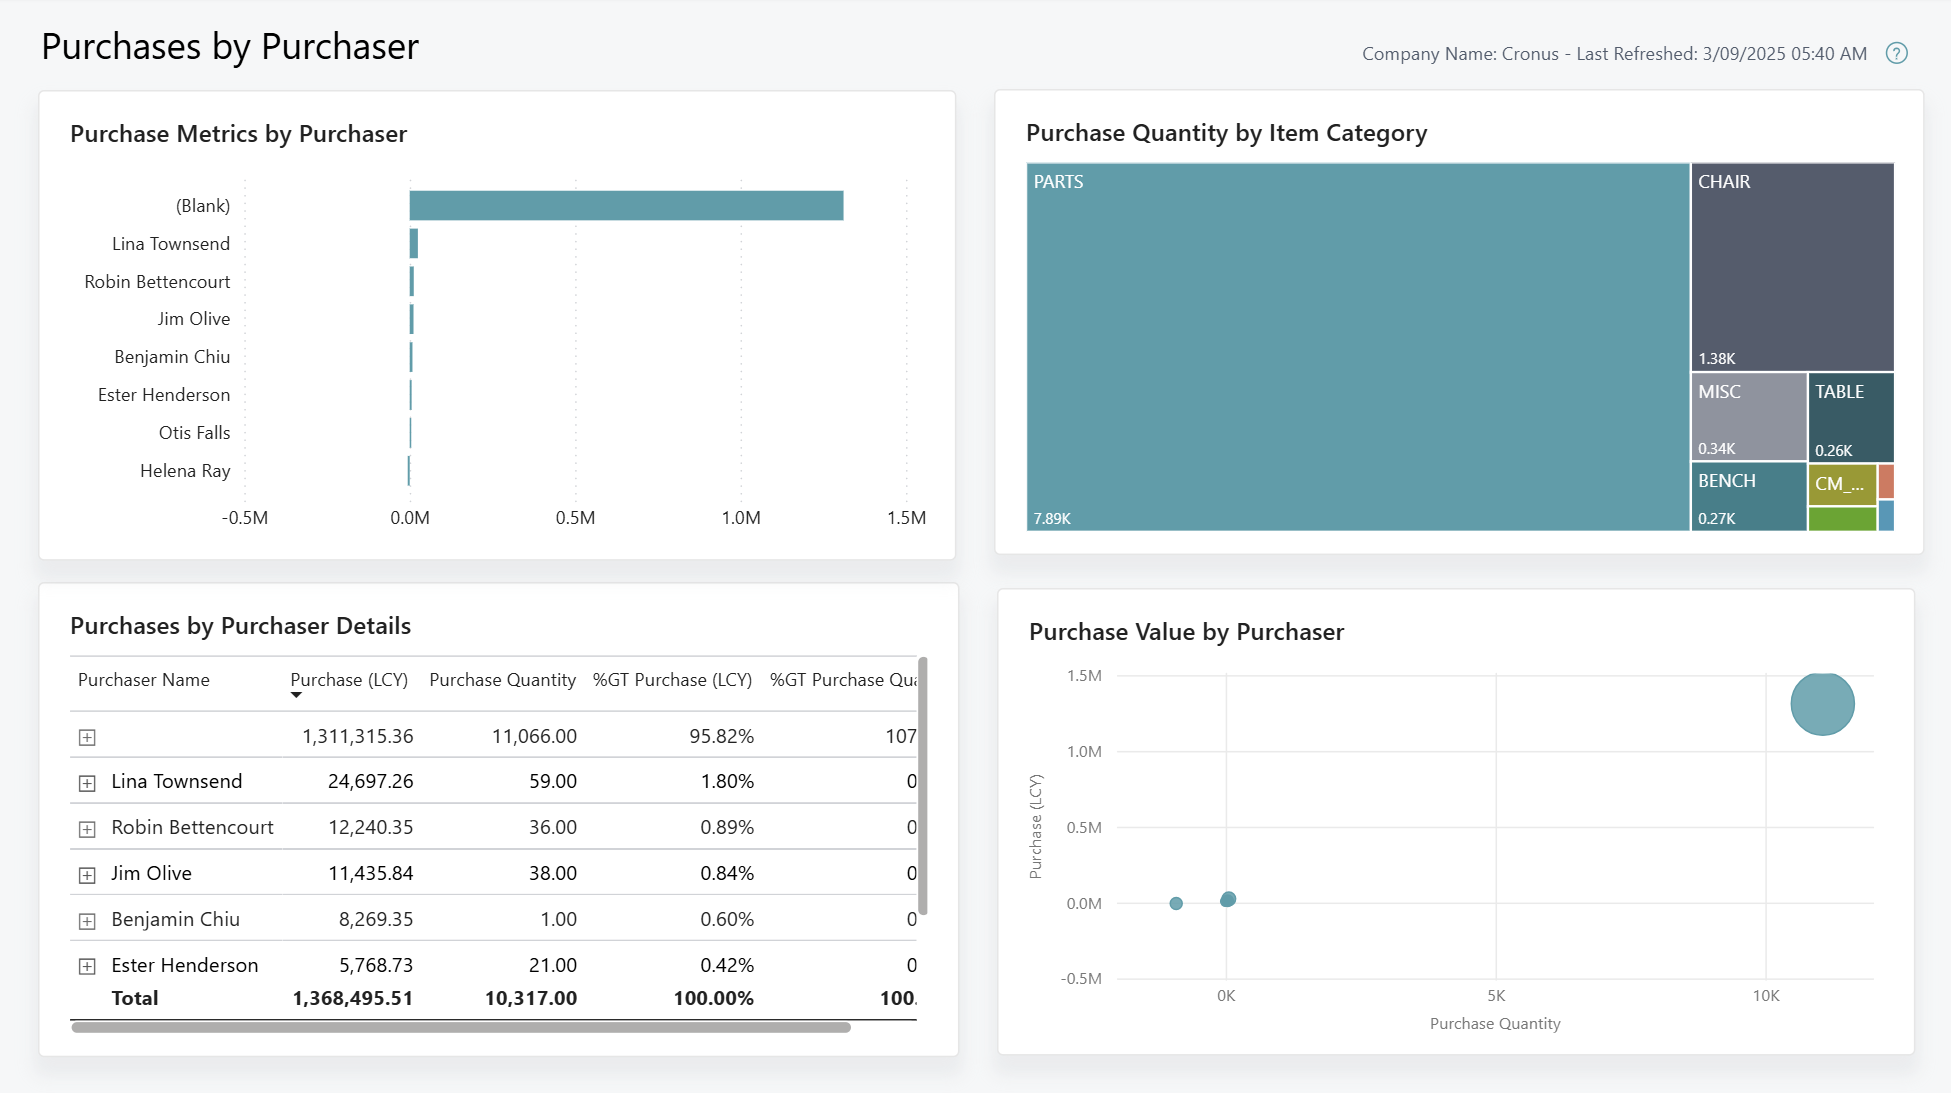 Purchases by Purchaser
Company Name: Cronus - Last Refreshed: 3/09/2025 05:40 AM ?
Purchase Metrics by Purchaser
(Blank)
Lina Townsend
Robin Bettencourt
Jim Olive
Benjamin Chiu
Ester Henderson
Otis Falls
Helena Ray
-0.5M 0.0M 0.5M 1.0M 1.5M
Purchase Quantity by Item Category
PARTS
7.89K
CHAIR
1.38K
MISC
0.34K
TABLE
0.26K
BENCH
0.27K
CM_...
Purchases by Purchaser Details
Purchaser Name Purchase (LCY) Purchase Quantity %GT Purchase (LCY) %GT Purchase Qua
1,311,315.36 11,066.00 95.82% 107
Lina Townsend 24,697.26 59.00 1.80% 0
Robin Bettencourt 12,240.35 36.00 0.89% 0
Jim Olive 11,435.84 38.00 0.84% 0
Benjamin Chiu 8,269.35 1.00 0.60% 0
Ester Henderson 5,768.73 21.00 0.42% 0
Total 1,368,495.51 10,317.00 100.00% 100.
Purchase Value by Purchaser
Purchase (LCY)
1.5M
1.0M
0.5M
0.0M
-0.5M
0K 5K 10K
Purchase Quantity